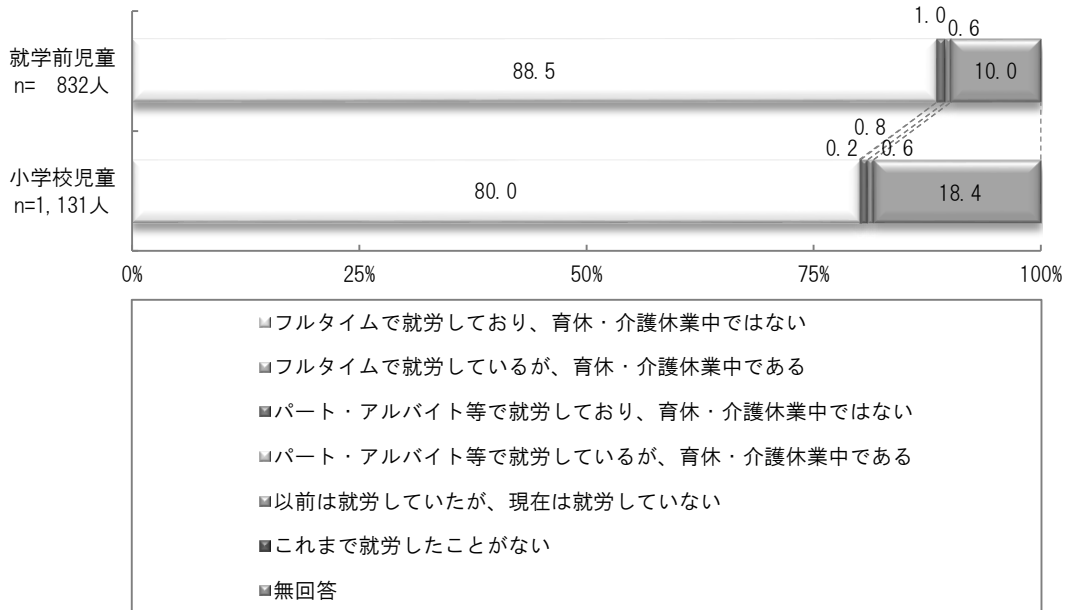 1.0
0.6
就学前児童
n=　832人
88.5
10.0
0.8
0.2
0.6
小学校児童
n=1,131人
80.0
18.4
0%
25%
50%
75%
100%
フルタイムで就労しており、育休・介護休業中ではない
フルタイムで就労しているが、育休・介護休業中である
パート・アルバイト等で就労しており、育休・介護休業中ではない
パート・アルバイト等で就労しているが、育休・介護休業中である
以前は就労していたが、現在は就労していない
これまで就労したことがない
無回答